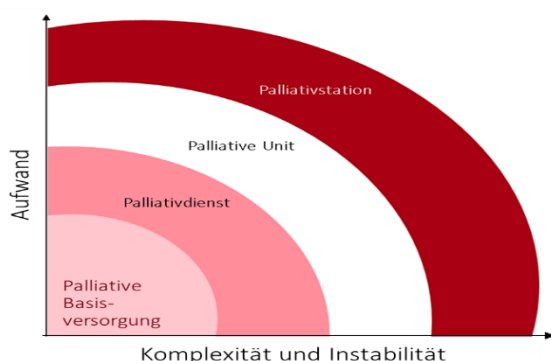 Palliativstation
Palliative Unit
Palliativdienst
Palliative
Basis-
versorgung
Aufwand
Komplexität und Instabilität